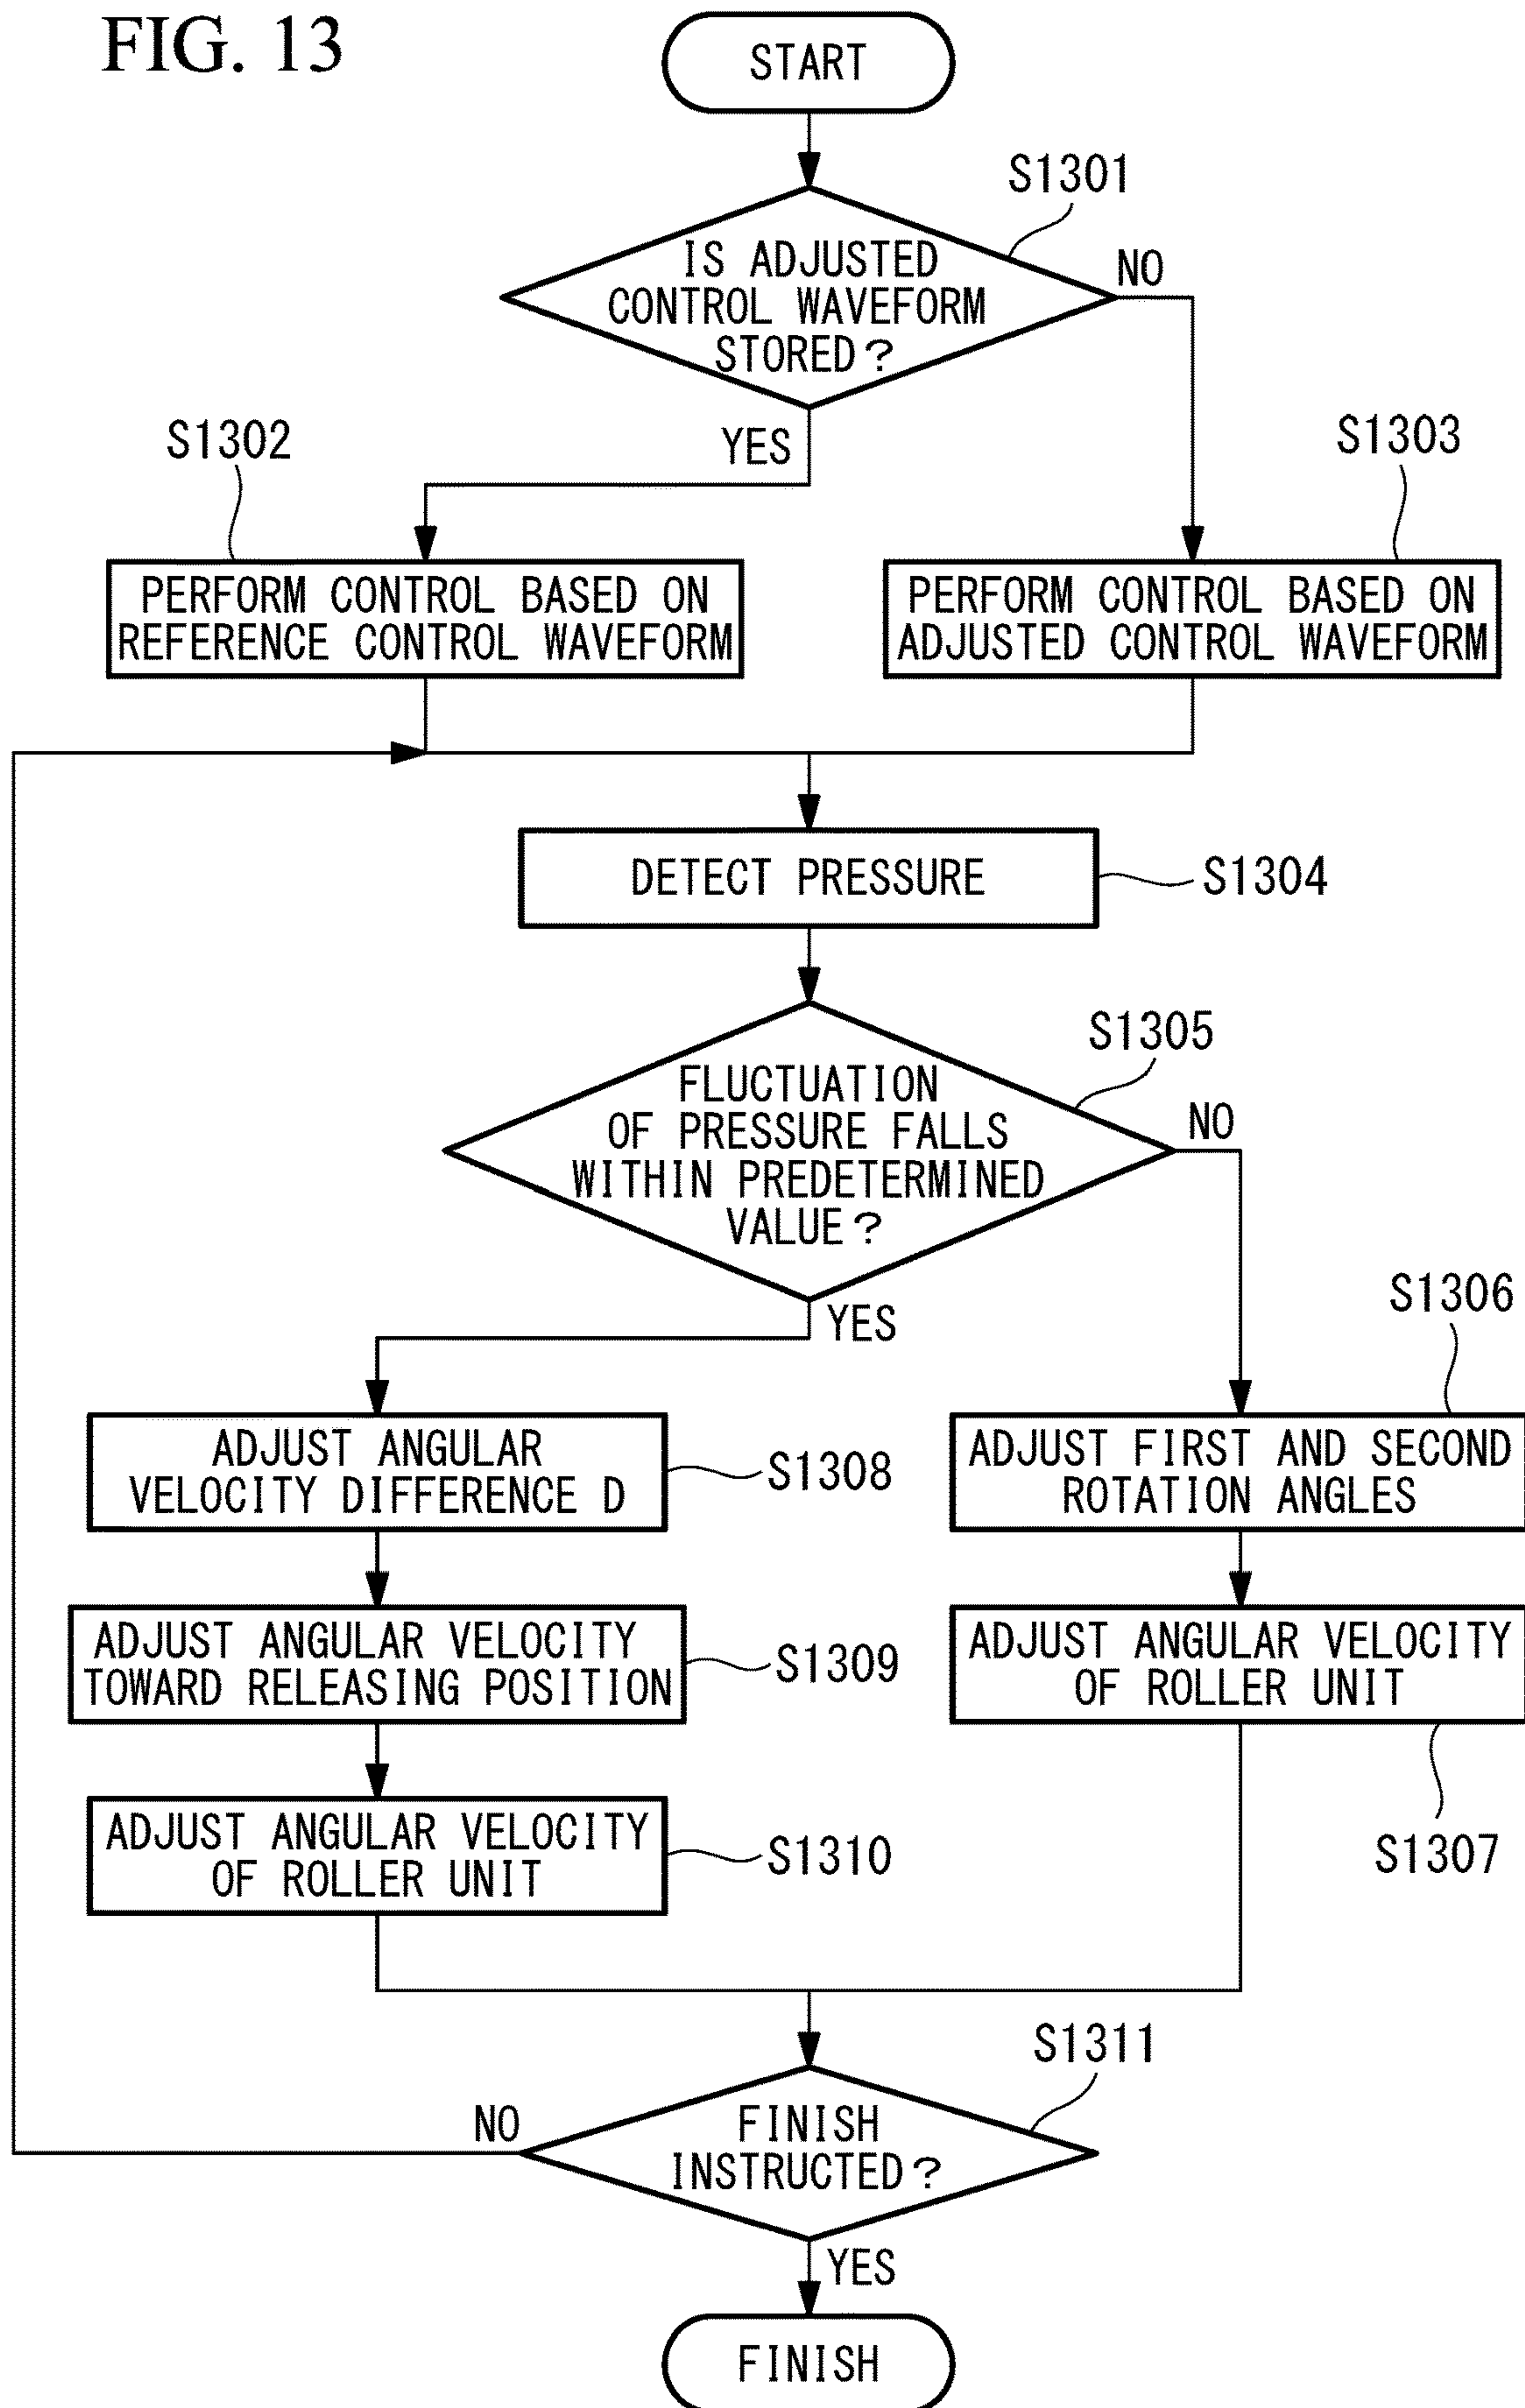 FIG. 13
START
S1301
IS ADJUSTED
CONTROL WAVEFORM
STORED?
NO
YES
S1302
S1303
PERFORM CONTROL BASED ON
REFERENCE CONTROL WAVEFORM
PERFORM CONTROL BASED ON
ADJUSTED CONTROL WAVEFORM
DETECT PRESSURE
S1304
S1305
FLUCTUATION
OF PRESSURE FALLS
WITHIN PREDETERMINED
VALUE?
NO
YES
S1306
ADJUST ANGULAR
VELOCITY DIFFERENCE D
S1308
ADJUST FIRST AND SECOND
ROTATION ANGLES
ADJUST ANGULAR VELOCITY
TOWARD RELEASING POSITION
S1309
ADJUST ANGULAR VELOCITY
OF ROLLER UNIT
S1307
ADJUST ANGULAR VELOCITY
OF ROLLER UNIT
S1310
S1311
FINISH
INSTRUCTED?
NO
YES
FINISH